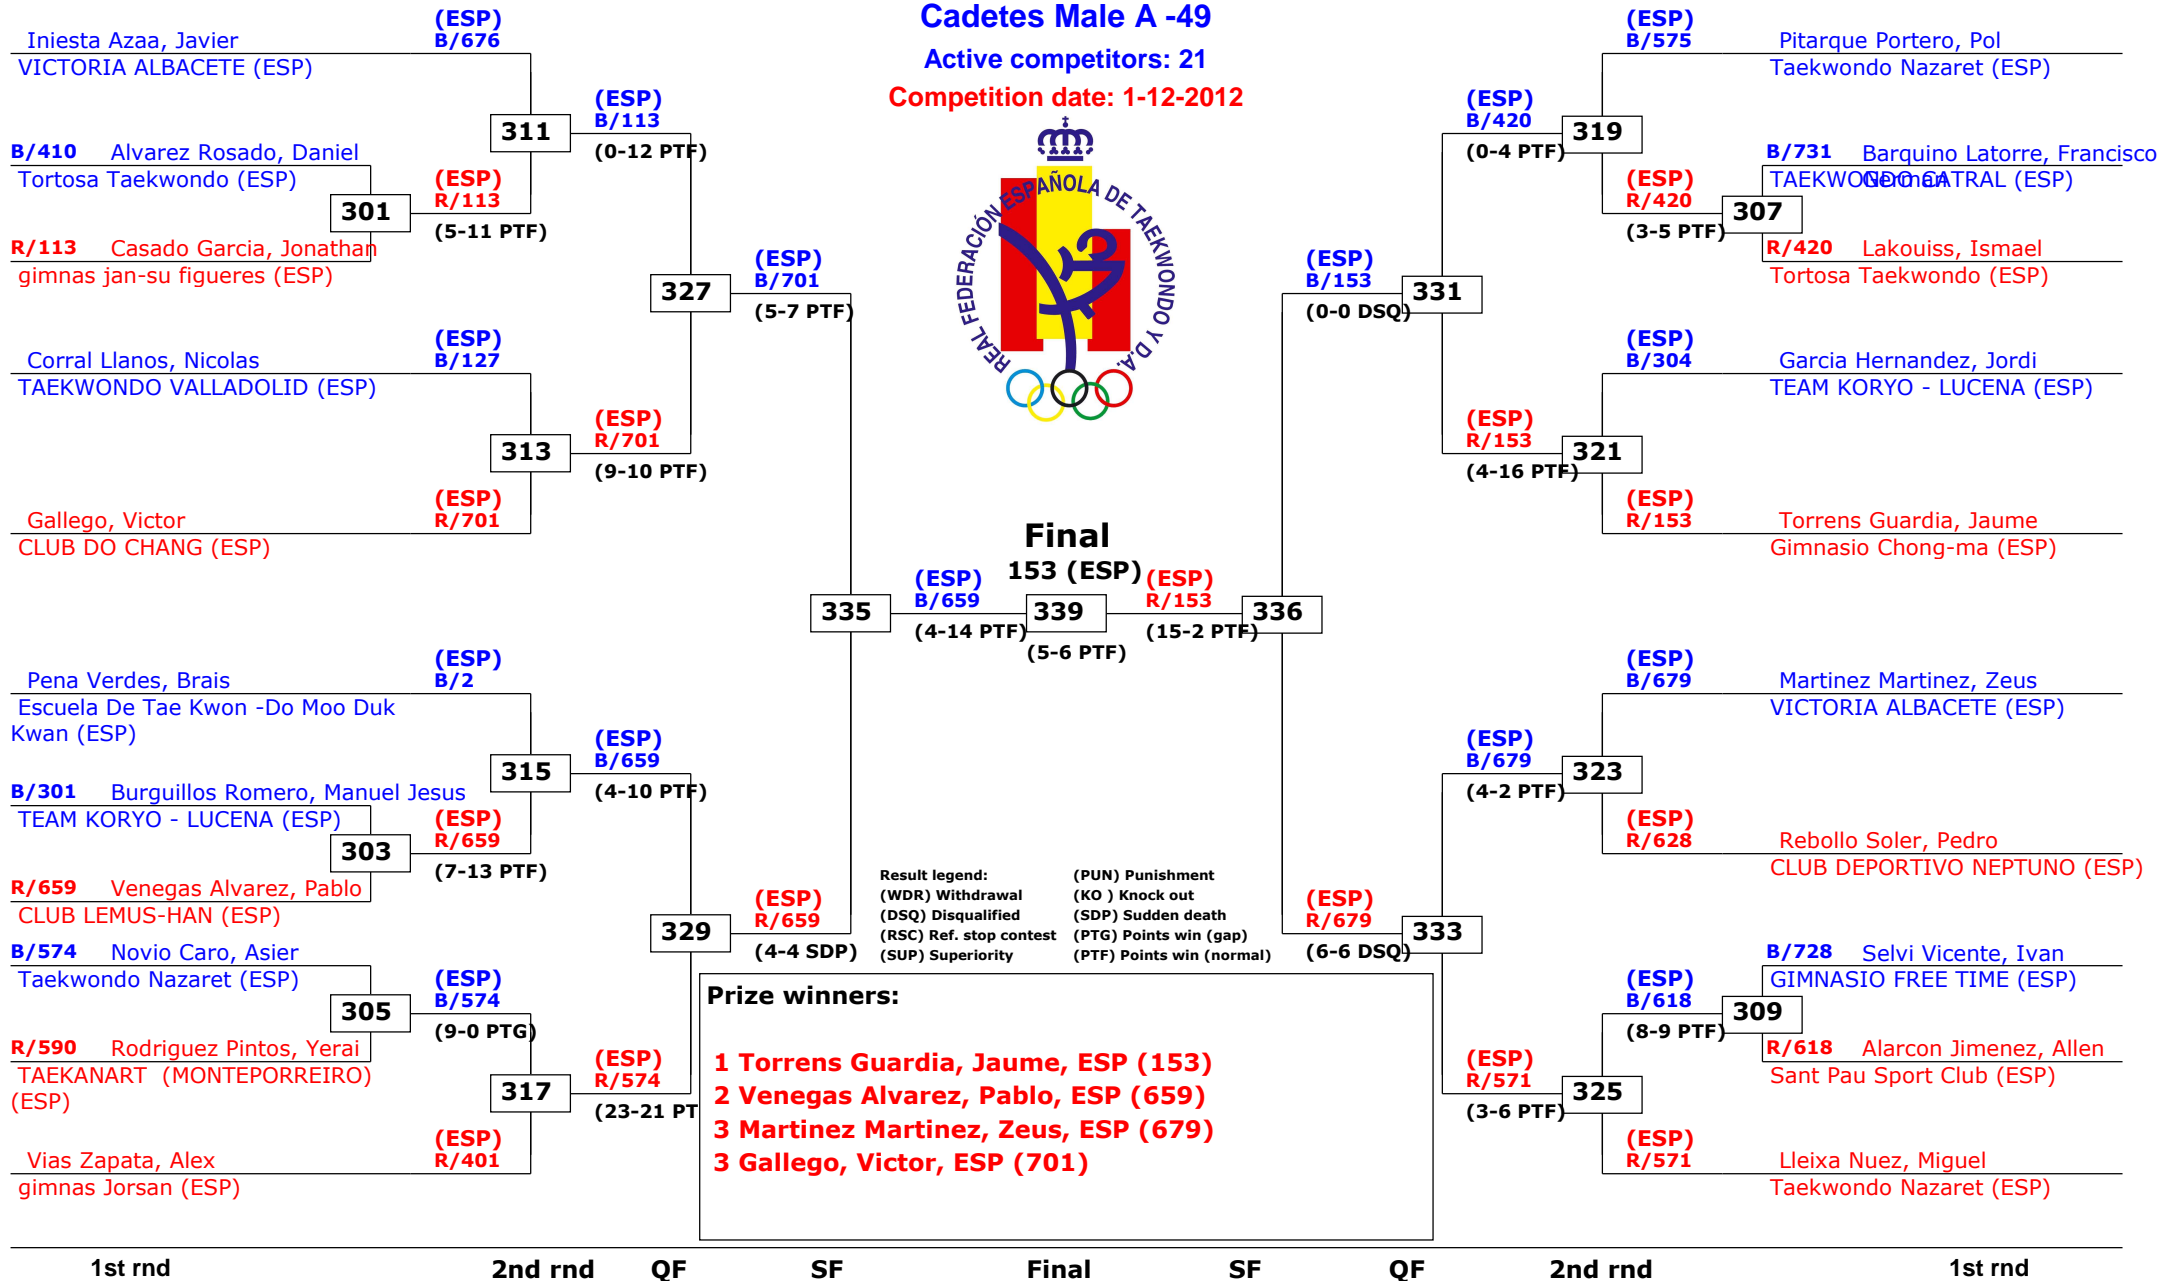 Cadetes Male A -49
Active competitors: 21
Competition date: 1-12-2012
REAL FEDERACIÓN ESPAÑOLA DE TAEKWONDO Y D.A.
Iniesta Azaa, Javier
(ESP)
B/676
VICTORIA ALBACETE (ESP)
311
(ESP)
B/113
(0-12 PTF)
B/410 Alvarez Rosado, Daniel
Tortosa Taekwondo (ESP)
301
(ESP)
R/113
(5-11 PTF)
R/113 Casado Garcia, Jonathan
gimnas jan-su figueres (ESP)
327
(ESP)
B/701
(5-7 PTF)
Corral Llanos, Nicolas
(ESP)
B/127
TAEKWONDO VALLADOLID (ESP)
313
(ESP)
R/701
(9-10 PTF)
Gallego, Victor
(ESP)
R/701
CLUB DO CHANG (ESP)
335
(ESP)
B/659
(4-14 PTF)
Pena Verdes, Brais
(ESP)
B/2
Escuela De Tae Kwon -Do Moo Duk
Kwan (ESP)
315
(ESP)
B/659
(4-10 PTF)
B/301 Burguillos Romero, Manuel Jesus
TEAM KORYO - LUCENA (ESP)
303
(ESP)
R/659
(7-13 PTF)
R/659 Venegas Alvarez, Pablo
CLUB LEMUS-HAN (ESP)
329
(ESP)
R/659
(4-4 SDP)
B/574 Novio Caro, Asier
Taekwondo Nazaret (ESP)
305
(ESP)
B/574
(9-0 PTG)
R/590 Rodriguez Pintos, Yerai
TAEKANART (MONTEPORREIRO)
(ESP)
317
(ESP)
R/574
(23-21 PT
Vias Zapata, Alex
(ESP)
R/401
gimnas Jorsan (ESP)
Final
153 (ESP)
339
(5-6 PTF)
(ESP)
R/153
(15-2 PTF)
336
(ESP)
B/575
Pitarque Portero, Pol
Taekwondo Nazaret (ESP)
(ESP)
B/420
(0-4 PTF)
319
B/731 Barquino Latorre, Francisco
German
TAEKWONDO CATRAL (ESP)
(ESP)
R/420
(3-5 PTF)
307
R/420 Lakouiss, Ismael
Tortosa Taekwondo (ESP)
(ESP)
B/153
(0-0 DSQ)
331
(ESP)
B/304
Garcia Hernandez, Jordi
TEAM KORYO - LUCENA (ESP)
(ESP)
R/153
(4-16 PTF)
321
(ESP)
R/153
Torrens Guardia, Jaume
Gimnasio Chong-ma (ESP)
(ESP)
B/679
Martinez Martinez, Zeus
VICTORIA ALBACETE (ESP)
(ESP)
B/679
(4-2 PTF)
323
(ESP)
R/628
Rebollo Soler, Pedro
CLUB DEPORTIVO NEPTUNO (ESP)
(ESP)
R/679
(6-6 DSQ)
333
B/728 Selvi Vicente, Ivan
GIMNASIO FREE TIME (ESP)
(ESP)
B/618
(8-9 PTF)
309
R/618 Alarcon Jimenez, Allen
Sant Pau Sport Club (ESP)
(ESP)
R/571
(3-6 PTF)
325
(ESP)
R/571
Lleixa Nuez, Miguel
Taekwondo Nazaret (ESP)
Result legend: (PUN) Punishment
(WDR) Withdrawal (KO ) Knock out
(DSQ) Disqualified (SDP) Sudden death
(RSC) Ref. stop contest (PTG) Points win (gap)
(SUP) Superiority (PTF) Points win (normal)
Prize winners:
1 Torrens Guardia, Jaume, ESP (153)
2 Venegas Alvarez, Pablo, ESP (659)
3 Martinez Martinez, Zeus, ESP (679)
3 Gallego, Victor, ESP (701)
1st rnd 2nd rnd QF SF Final SF QF 2nd rnd 1st rnd